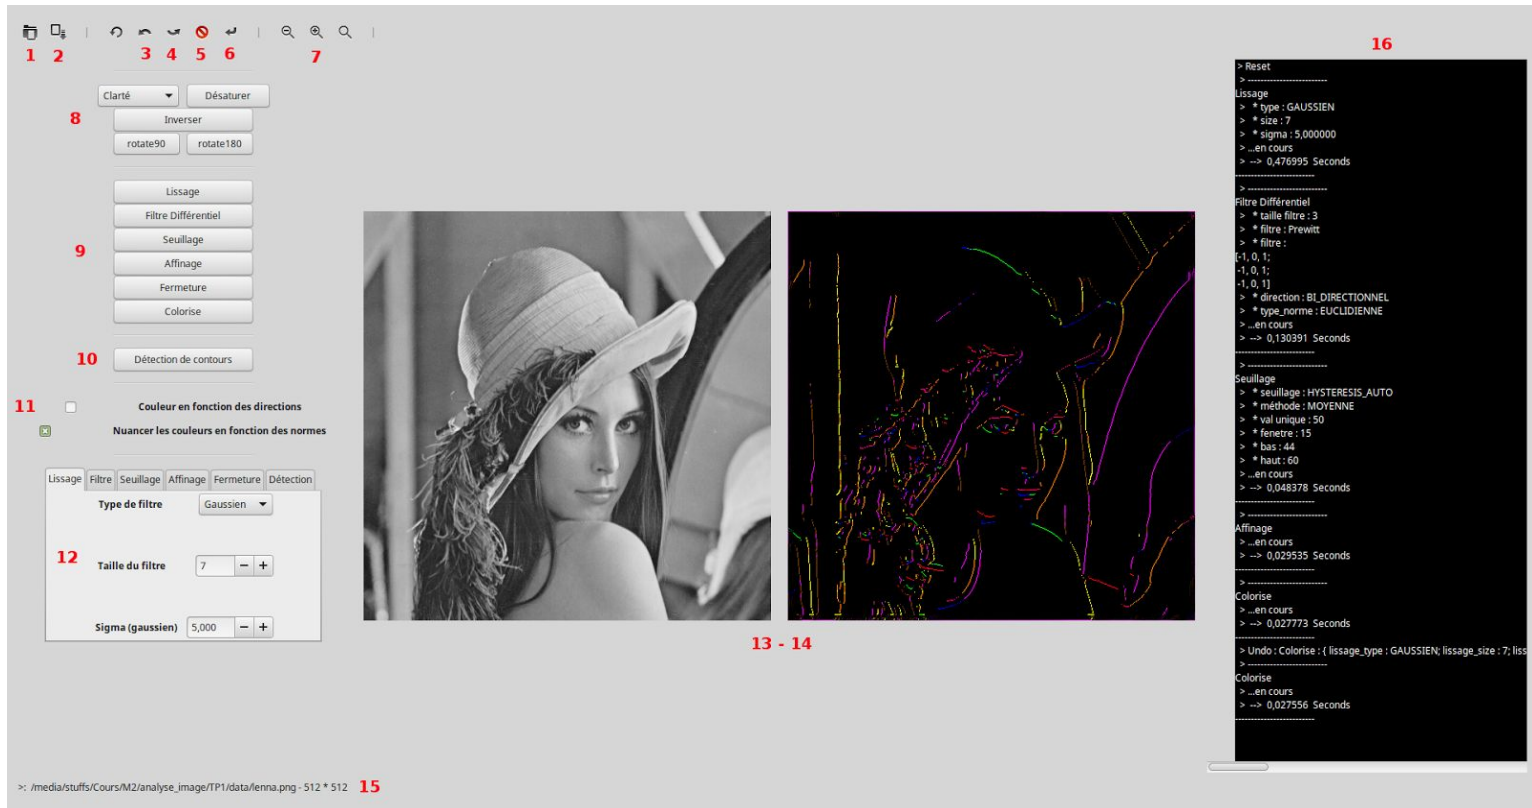 1 2 3 4 5 6 7
Clarté Désaturer
8
Inverser
rotate90 rotate180
Lissage
Filtre Différentiel
Seuillage
9
Affinage
Fermeture
Colorise
10 Détection de contours
11 Couleur en fonction des directions
Nuancer les couleurs en fonction des normes
Lissage Filtre Seuillage Affinage Fermeture Détection
Type de filtre Gaussien
12
Taille du filtre 7 − +
Sigma (gaussien) 5,000 − +
13 - 14
>: /media/stuffs/Cours/M2/analyse_image/TP1/data/lenna.png - 512 * 512 15
16
> Reset
> ------------------------
Lissage
> * type : GAUSSIEN
> * size : 7
> * sigma : 5,000000
> ...en cours
> --> 0,476995 Seconds
------------------------
> ------------------------
Filtre Différentiel
> * taille filtre : 3
> * filtre : Prewitt
> * filtre :
[-1, 0, 1;
-1, 0, 1;
-1, 0, 1]
> * direction : BI_DIRECTIONNEL
> * type_norme : EUCLIDIENNE
> ...en cours
> --> 0,130391 Seconds
------------------------
> ------------------------
Seuillage
> * seuillage : HYSTERESIS_AUTO
> * méthode : MOYENNE
> * val unique : 50
> * fenetre : 15
> * bas : 44
> * haut : 60
> ...en cours
> --> 0,048378 Seconds
------------------------
> ------------------------
Affinage
> ...en cours
> --> 0,029535 Seconds
------------------------
> ------------------------
Colorise
> ...en cours
> --> 0,027773 Seconds
------------------------
> Undo : Colorise : { lissage_type : GAUSSIEN; lissage_size : 7; liss
> ------------------------
Colorise
> ...en cours
> --> 0,027556 Seconds
------------------------